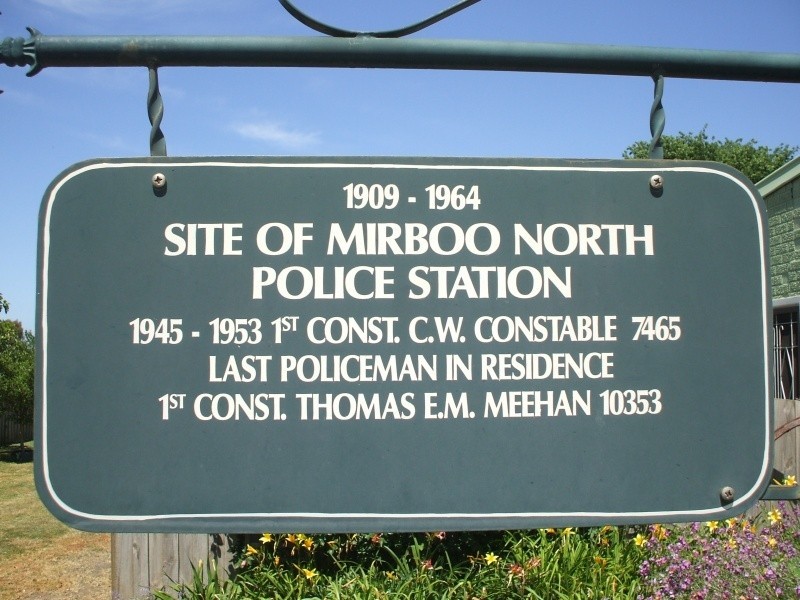 1909 - 1964
SITE OF MIRBOO NORTH
POLICE STATION
1945 - 1953 1ST CONST. C.W. CONSTABLE 7465
LAST POLICEMAN IN RESIDENCE
1ST CONST. THOMAS E.M. MEEHAN 10353